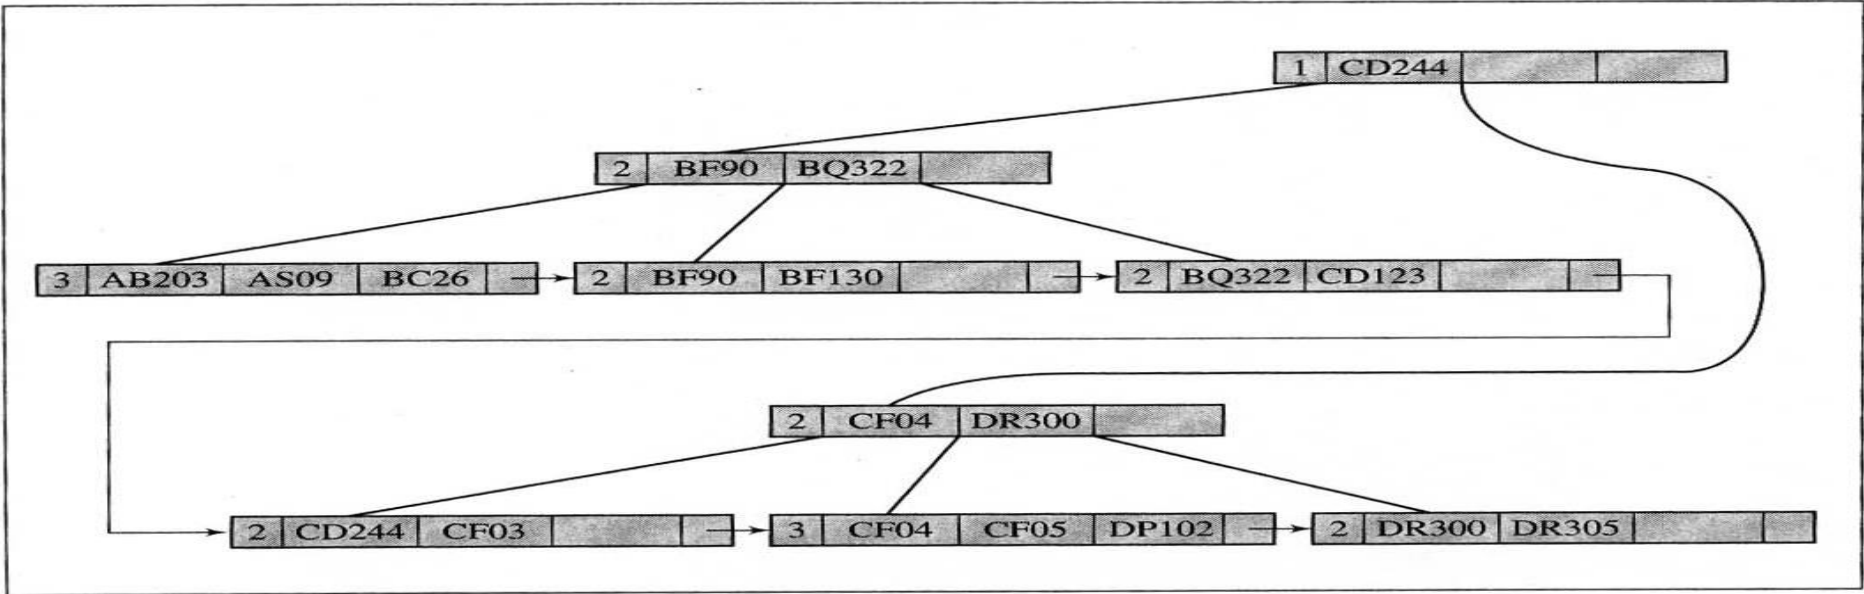 1 CD244
2 BF90 BQ322
3 AB203 AS09 BC26 2 BF90 BF130 2 BQ322 CD123
2 CF04 DR300
2 CD244 CF03 3 CF04 CF05 DP102 2 DR300 DR305